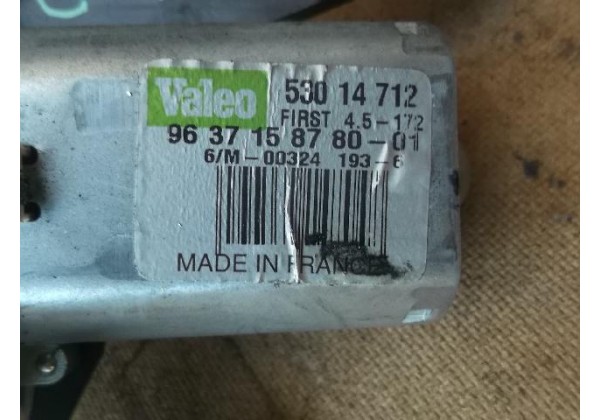 Valeo 530 14 712
FIRST 4.5-172
96 37 15 87 80-01
6/M-00324 193-6
MADE IN FRANCE